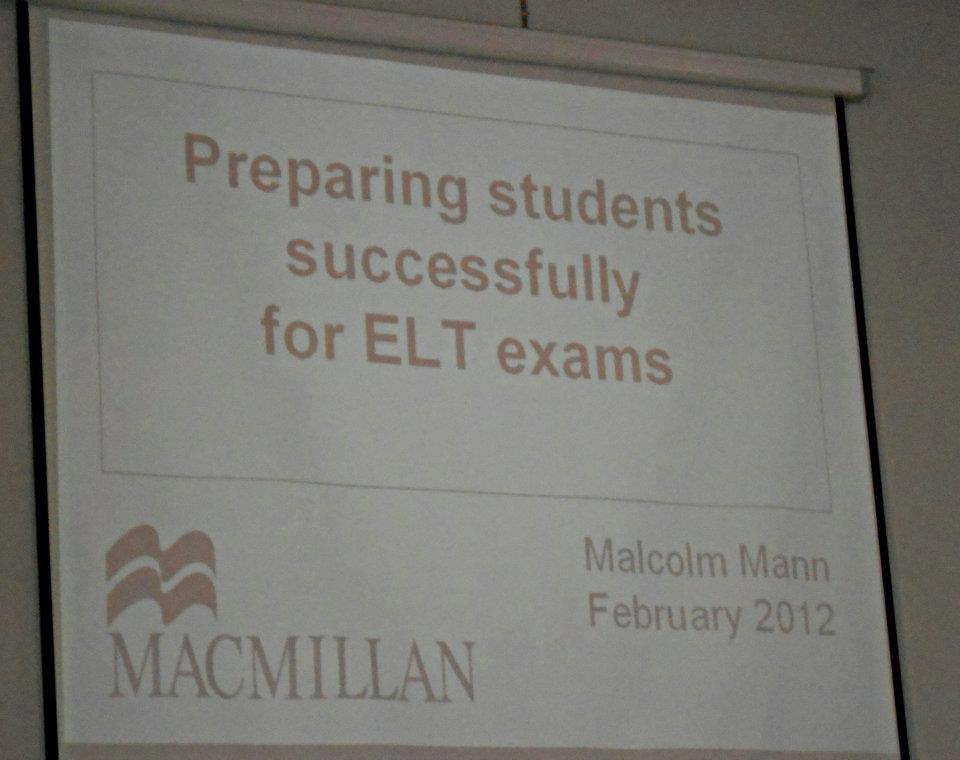 Preparing students
successfully
for ELT exams
Malcolm Mann
February 2012
MACMILLAN